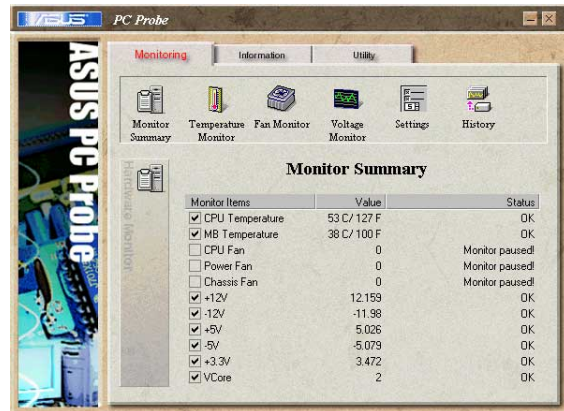 ASUS PC Probe
Monitoring Information Utility
Monitor Summary
Temperature Monitor
Fan Monitor
Voltage Monitor
Settings
History
ASUS PC Probe
Hardware Monitor
Monitor Summary
Monitor Items Value Status
CPU Temperature 53 C/ 127 F OK
MB Temperature 38 C/ 100 F OK
CPU Fan 0 Monitor paused!
Power Fan 0 Monitor paused!
Chassis Fan 0 Monitor paused!
+12V 12.159 OK
-12V -11.98 OK
+5V 5.026 OK
-5V -5.079 OK
+3.3V 3.472 OK
VCore 2 OK